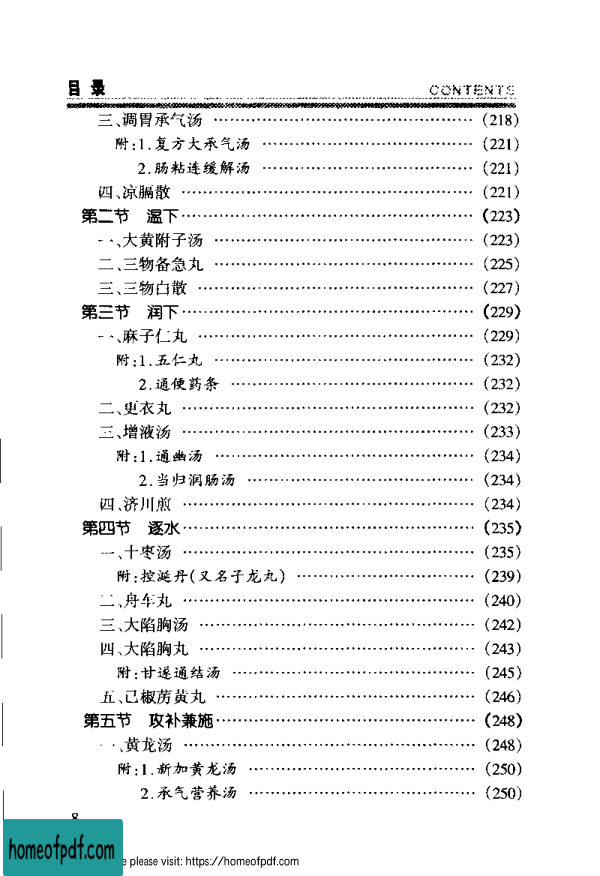 目录 CONTENTS
三、调胃承气汤 …… (218)
附:1.复方大承气汤 …… (221)
2.肠粘连缓解汤 …… (221)
四、凉膈散 …… (221)
第二节 温下 …… (223)
一、大黄附子汤 …… (223)
二、三物备急丸 …… (225)
三、三物白散 …… (227)
第三节 润下 …… (229)
一、麻子仁丸 …… (229)
附:1.五仁丸 …… (232)
2.通便药条 …… (232)
二、更衣丸 …… (232)
三、增液汤 …… (233)
附:1.通幽汤 …… (234)
2.当归润肠汤 …… (234)
四、济川煎 …… (234)
第四节 逐水 …… (235)
一、十枣汤 …… (235)
附:控涎丹(又名子龙丸) …… (239)
二、舟车丸 …… (240)
三、大陷胸汤 …… (242)
四、大陷胸丸 …… (243)
附:甘遂通结汤 …… (245)
五、己椒苈黄丸 …… (246)
第五节 攻补兼施 …… (248)
一、黄龙汤 …… (248)
附:1.新加黄龙汤 …… (250)
2.承气营养汤 …… (250)
8
homeofpdf.com
e please visit: https://homeofpdf.com